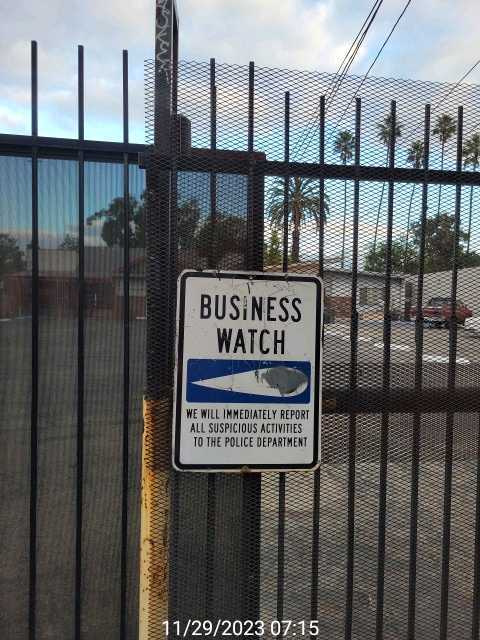 BUSINESS
WATCH
WE WILL IMMEDIATELY REPORT
ALL SUSPICIOUS ACTIVITIES
TO THE POLICE DEPARTMENT
11/29/2023 07:15